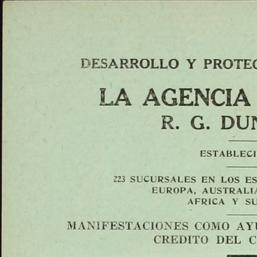 DESARROLLO Y PROTEC
LA AGENCIA
R. G. DUN
ESTABLECI
223 SUCURSALES EN LOS ES
EUROPA, AUSTRALIA
AFRICA Y SU
MANIFESTACIONES COMO AYU
CREDITO DEL C